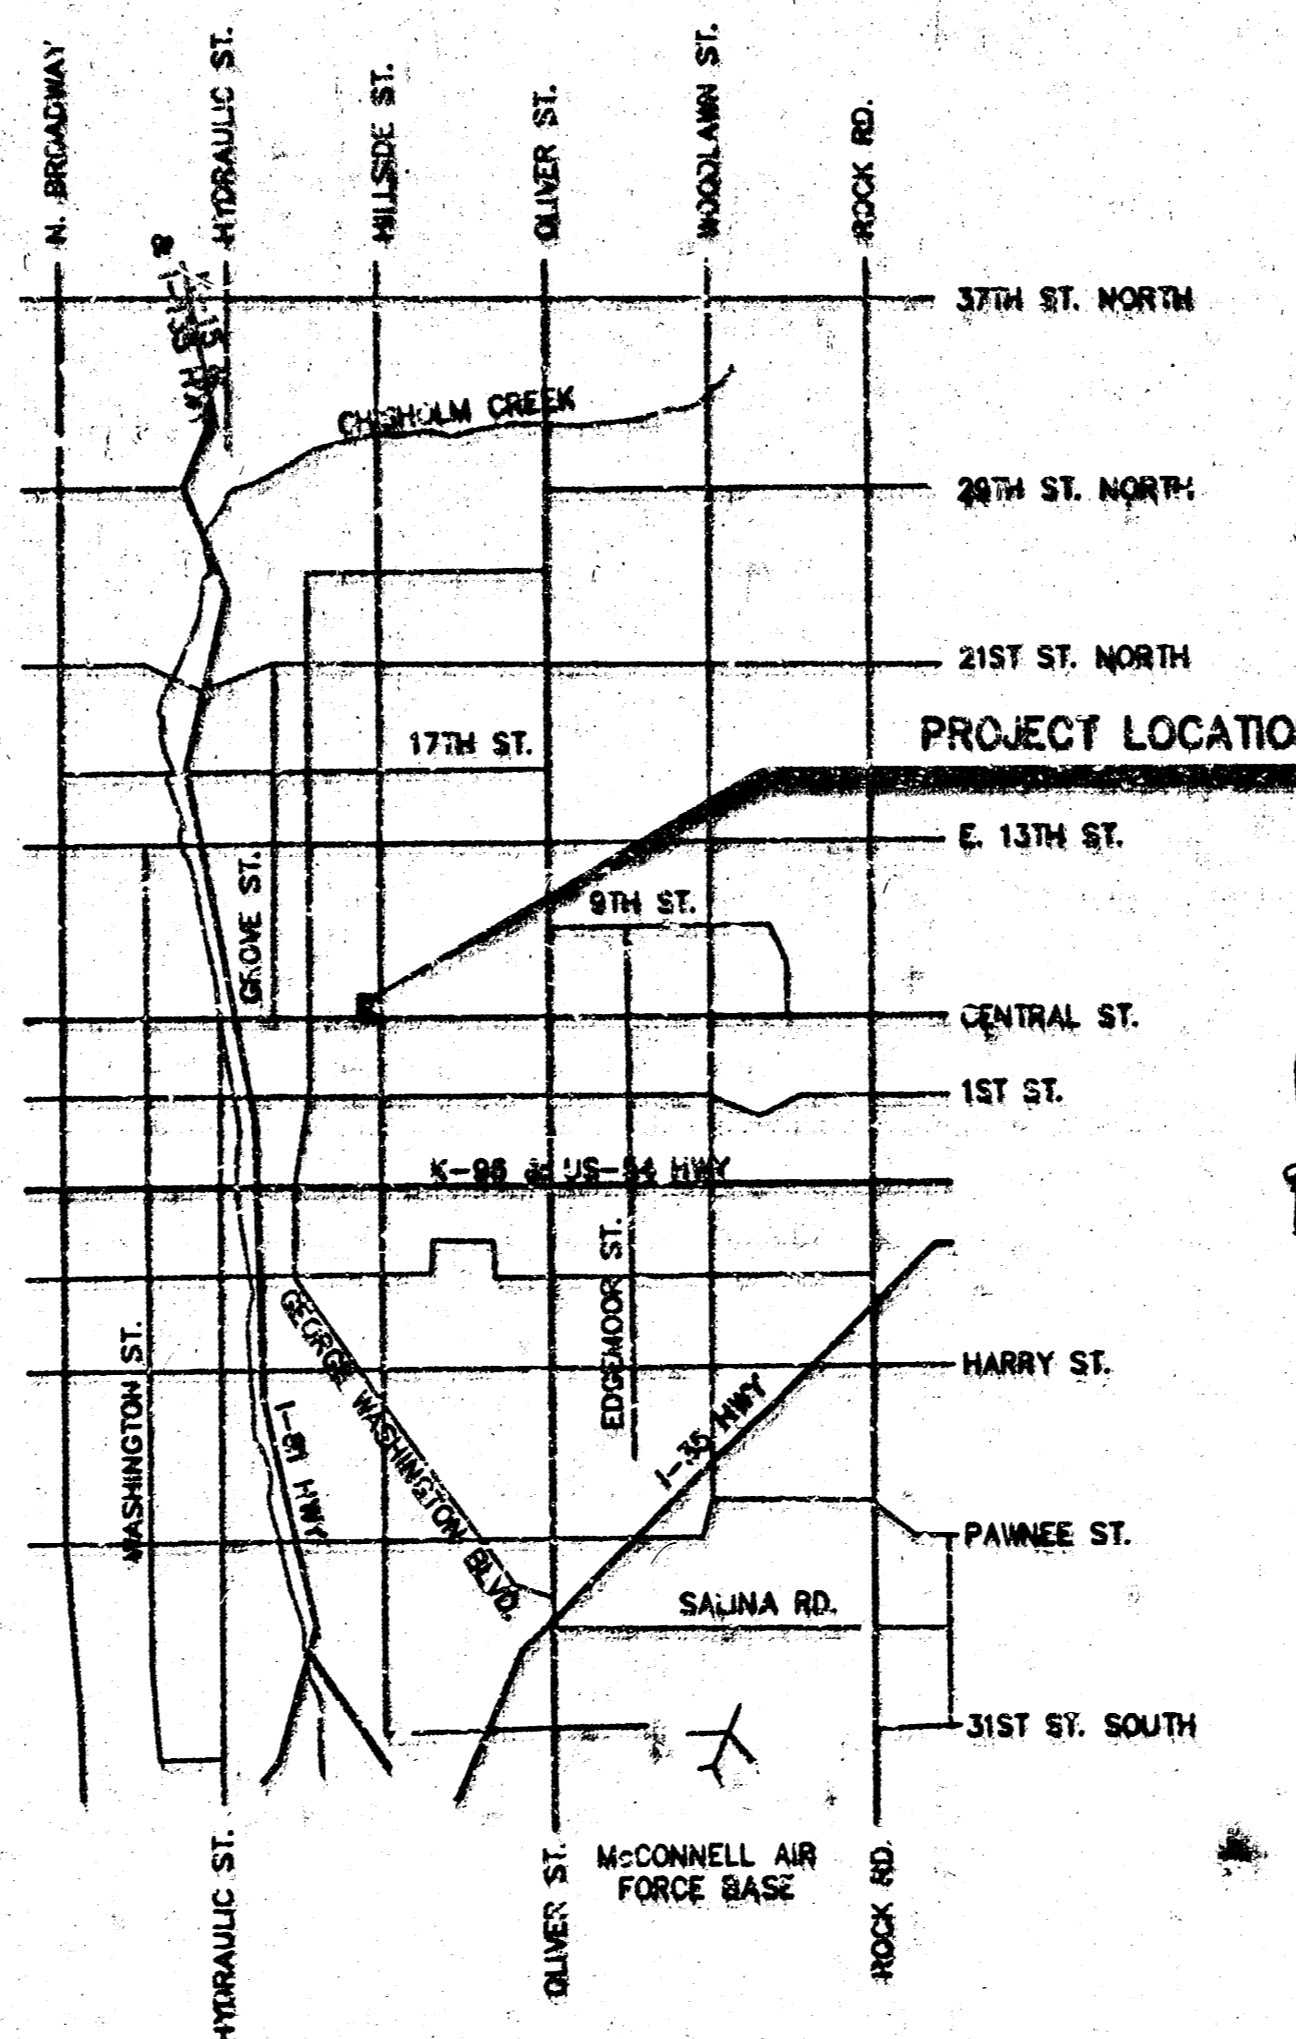 N. BROADWAY
HYDRAULIC ST.
HILLSIDE ST.
OLIVER ST.
WOODLAWN ST.
ROCK RD.
37TH ST. NORTH
CHISHOLM CREEK
29TH ST. NORTH
21ST ST. NORTH
PROJECT LOCATIO
17TH ST.
E. 13TH ST.
GROVE ST.
9TH ST.
CENTRAL ST.
1ST ST.
K-96 & US-54 HWY
EDGEMOOR ST.
GEORGE WASHINGTON BLVD.
WASHINGTON ST.
HARRY ST.
I-35 HWY
HWY
PAWNEE ST.
SALINA RD.
31ST ST. SOUTH
McCONNELL AIR
FORCE BASE
HYDRAULIC ST.
OLIVER ST.
ROCK RD.